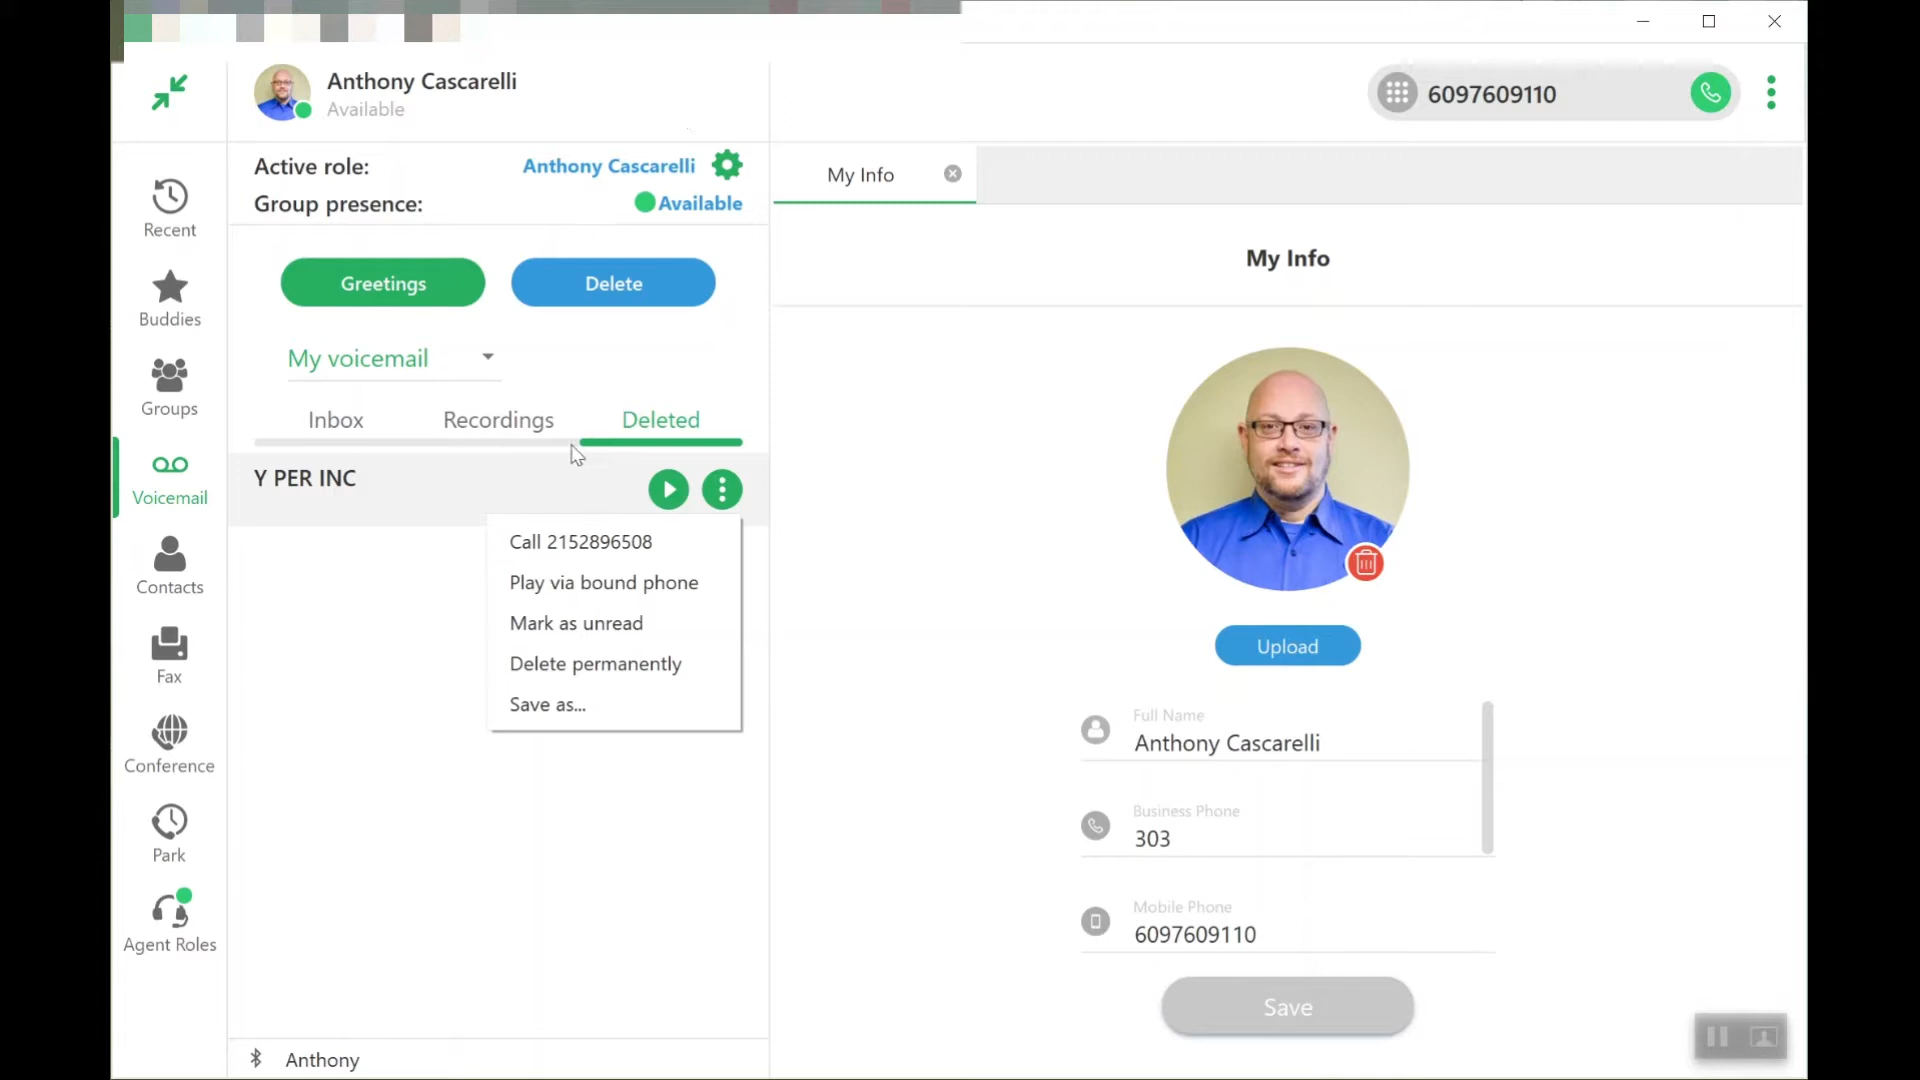 Anthony Cascarelli
Available
6097609110
Active role:
Anthony Cascarelli
Group presence:
Available
Recent
Buddies
Groups
Voicemail
Contacts
Fax
Conference
Park
Agent Roles
Greetings
Delete
My voicemail
Inbox
Recordings
Deleted
Y PER INC
Call 2152896508
Play via bound phone
Mark as unread
Delete permanently
Save as...
Anthony
My Info
My Info
Upload
Full Name
Anthony Cascarelli
Business Phone
303
Mobile Phone
6097609110
Save